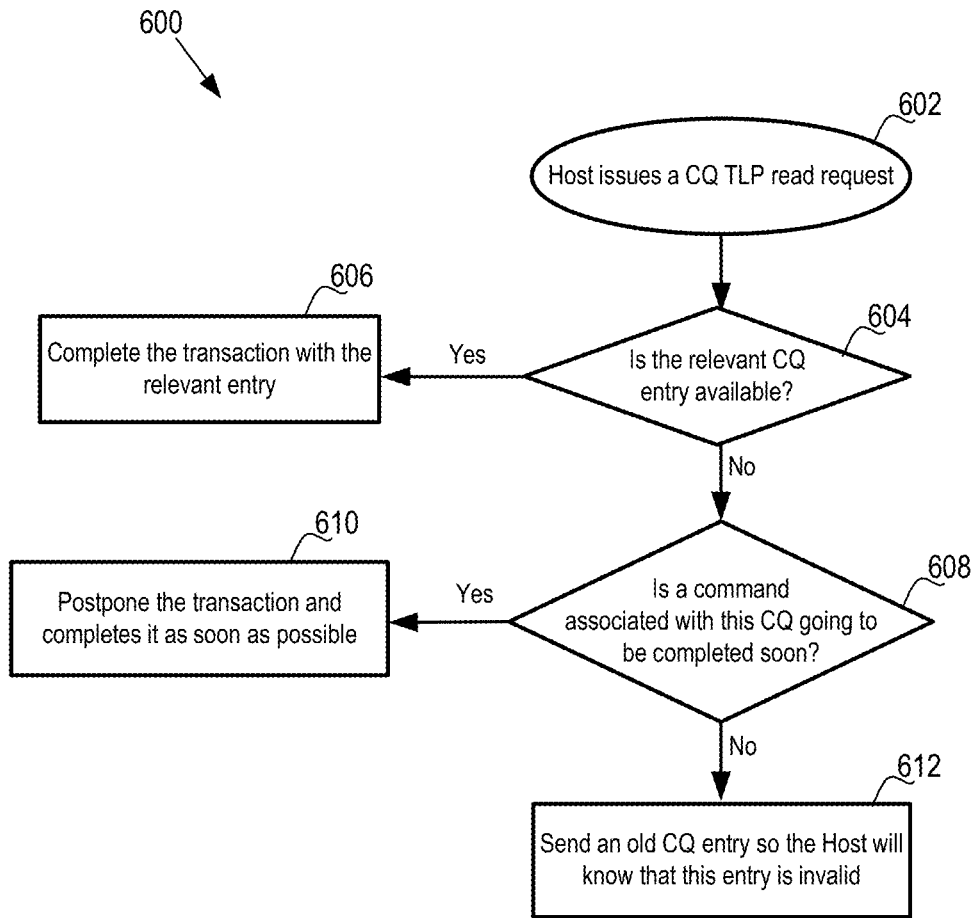 600
602
Host issues a CQ TLP read request
606
604
Complete the transaction with the
relevant entry
Yes
Is the relevant CQ
entry available?
No
610
608
Postpone the transaction and
completes it as soon as possible
Yes
Is a command
associated with this CQ going to
be completed soon?
No
612
Send an old CQ entry so the Host will
know that this entry is invalid